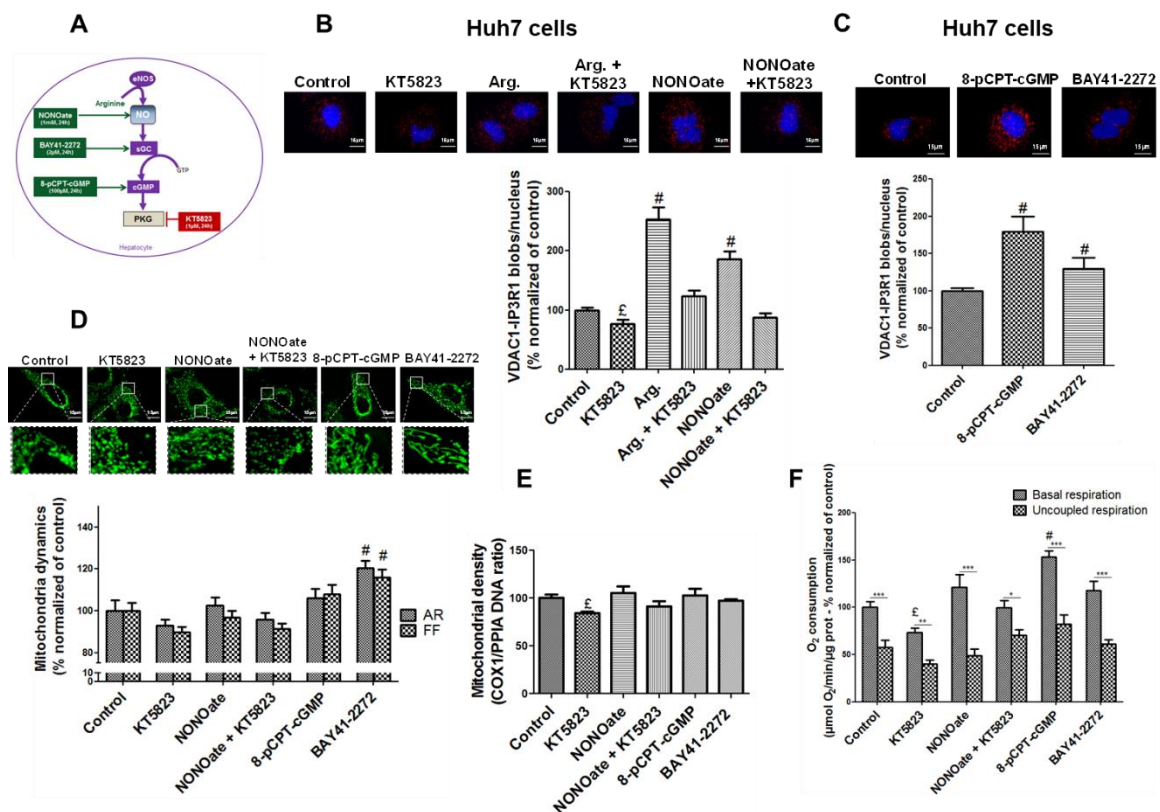 A
eNOS
Arginine
NONOate
(1mM, 24h)
NO
BAY41-2272
(2μM, 24h)
sGC
GTP
8-pCPT-cGMP
(100μM, 24h)
cGMP
PKG
KT5823
(1μM, 24h)
Hepatocyte
B
Huh7 cells
Control
KT5823
Arg.
Arg. +
KT5823
NONOate
NONOate
+KT5823
VDAC1-IP3R1 blobs/nucleus
(% normalized of control)
300
200
100
0
£
#
#
Control
KT5823
Arg.
Arg. + KT5823
NONOate
NONOate + KT5823
C
Huh7 cells
Control
8-pCPT-cGMP
BAY41-2272
15μm
15μm
15μm
VDAC1-IP3R1 blobs/nucleus
(% normalized of control)
250
200
150
100
50
0
#
#
Control
8-pCPT-cGMP
BAY41-2272
D
Control
KT5823
NONOate
NONOate
+ KT5823
8-pCPT-cGMP
BAY41-2272
Mitochondria dynamics
(% normalized of control)
140
120
100
80
10
0
# #
AR
FF
Control
KT5823
NONOate
NONOate + KT5823
8-pCPT-cGMP
BAY41-2272
E
Mitochondrial density
(COX1/PPIA DNA ratio)
150
100
50
0
£
Control
KT5823
NONOate
NONOate + KT5823
8-pCPT-cGMP
BAY41-2272
F
O2 consumption
(μmol O2/min/μg prot - % normalized of control)
200
150
100
50
0
Basal respiration
Uncoupled respiration
***
£
**
***
*
#
***
***
Control
KT5823
NONOate
NONOate + KT5823
8-pCPT-cGMP
BAY41-2272